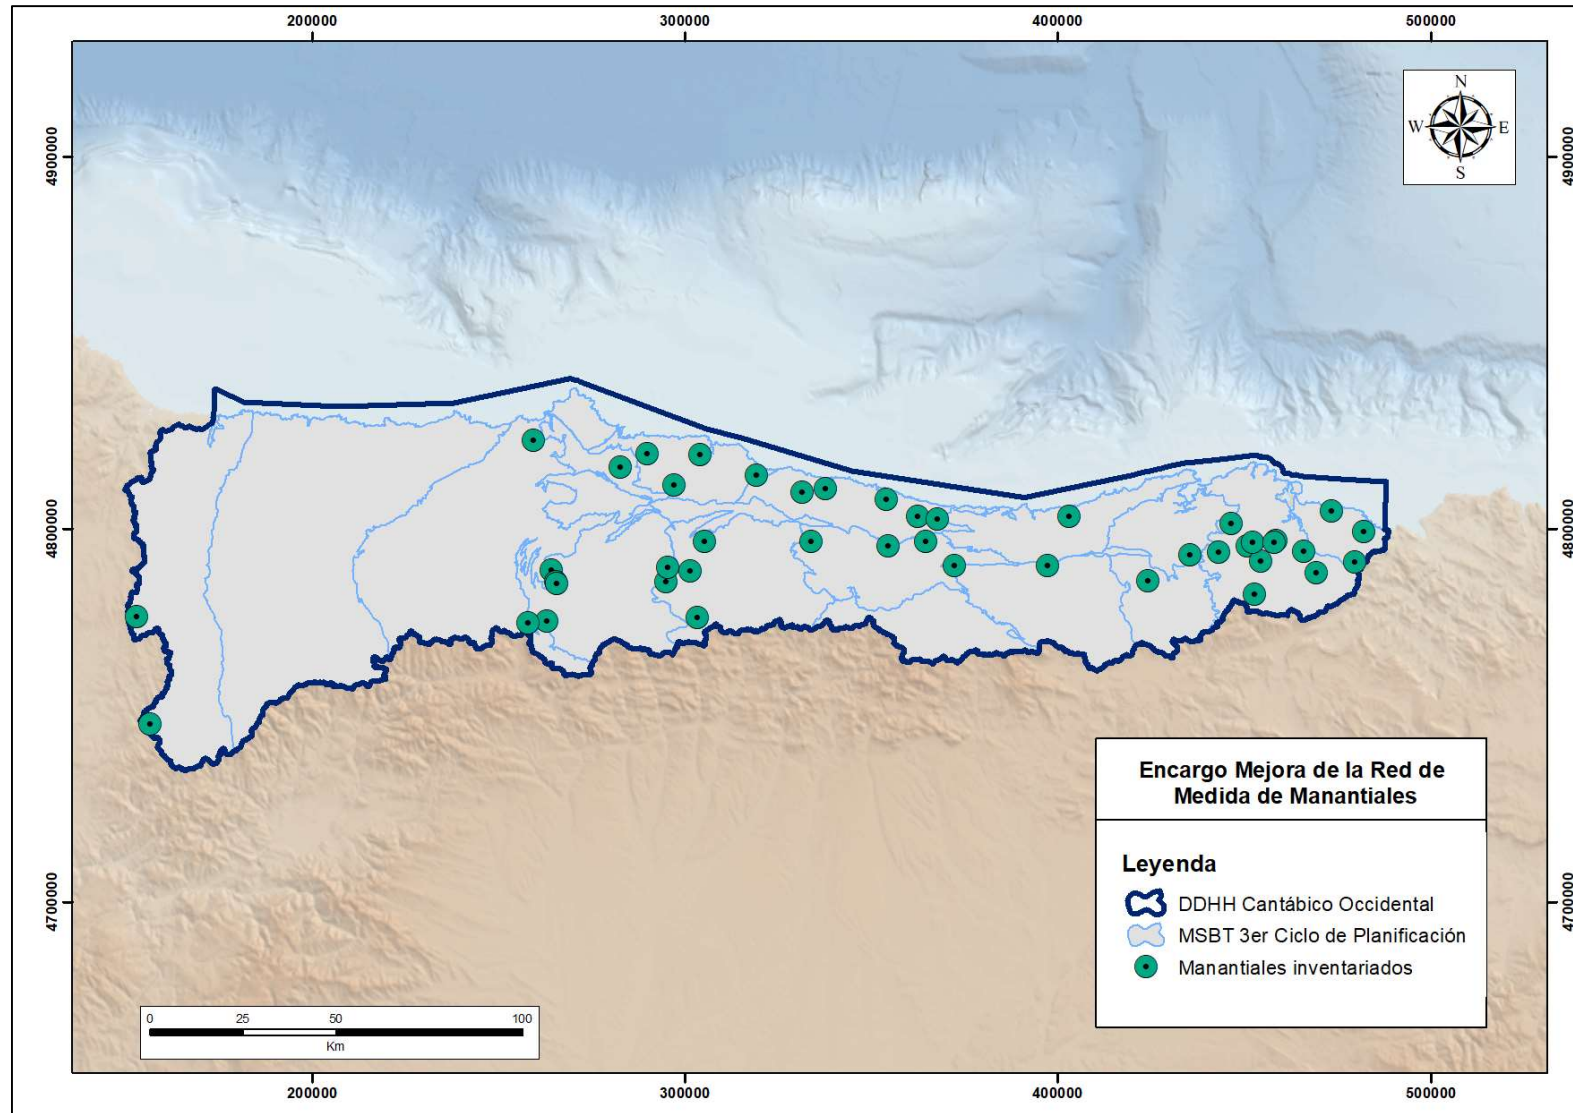 200000
300000
400000
500000
N
W
E
S
4900000
4900000
4800000
4800000
4700000
4700000
Encargo Mejora de la Red de
Medida de Manantiales
Leyenda
DDHH Cantábico Occidental
MSBT 3er Ciclo de Planificación
Manantiales inventariados
0 25 50 100
Km
200000
300000
400000
500000